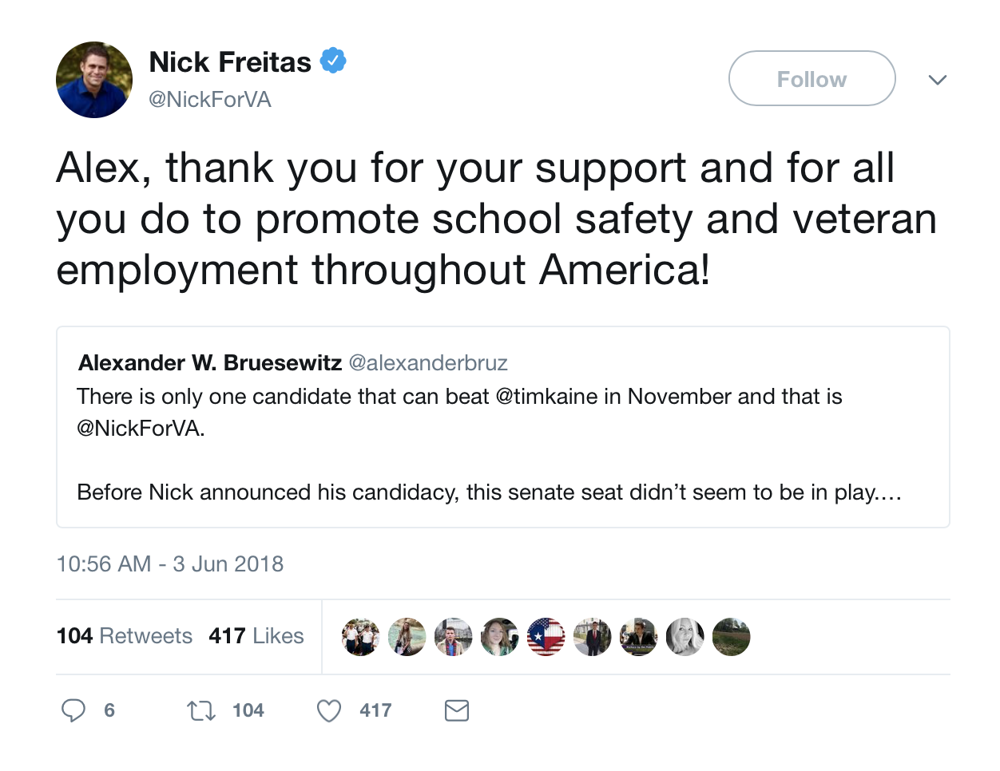 Nick Freitas
@NickForVA
Follow
Alex, thank you for your support and for all
you do to promote school safety and veteran
employment throughout America!
Alexander W. Bruesewitz @alexanderbruz
There is only one candidate that can beat @timkaine in November and that is
@NickForVA.
Before Nick announced his candidacy, this senate seat didn’t seem to be in play....
10:56 AM - 3 Jun 2018
104 Retweets 417 Likes
6 104 417